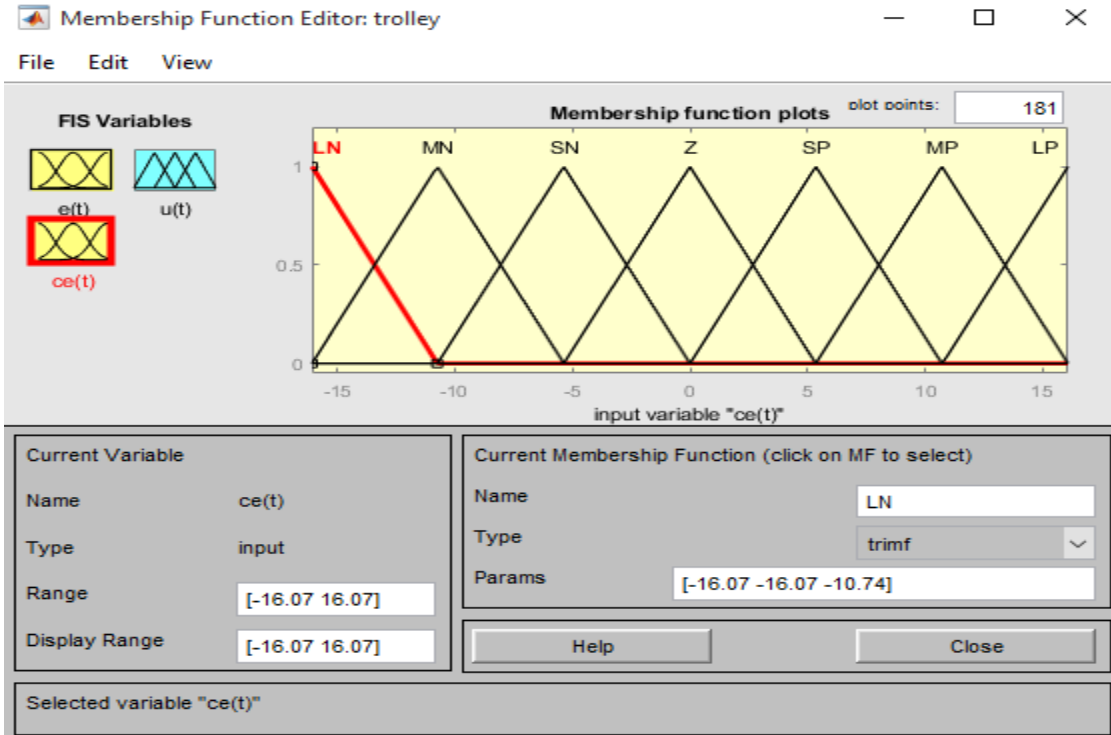 Membership Function Editor: trolley
File Edit View
FIS Variables
e(t) u(t)
ce(t)
Membership function plots plot points: 181
LN MN SN Z SP MP LP
1
0.5
0
-15 -10 -5 0 5 10 15
input variable "ce(t)"
Current Variable
Name ce(t)
Type input
Range [-16.07 16.07]
Display Range [-16.07 16.07]
Current Membership Function (click on MF to select)
Name LN
Type trimf
Params [-16.07 -16.07 -10.74]
Help Close
Selected variable "ce(t)"